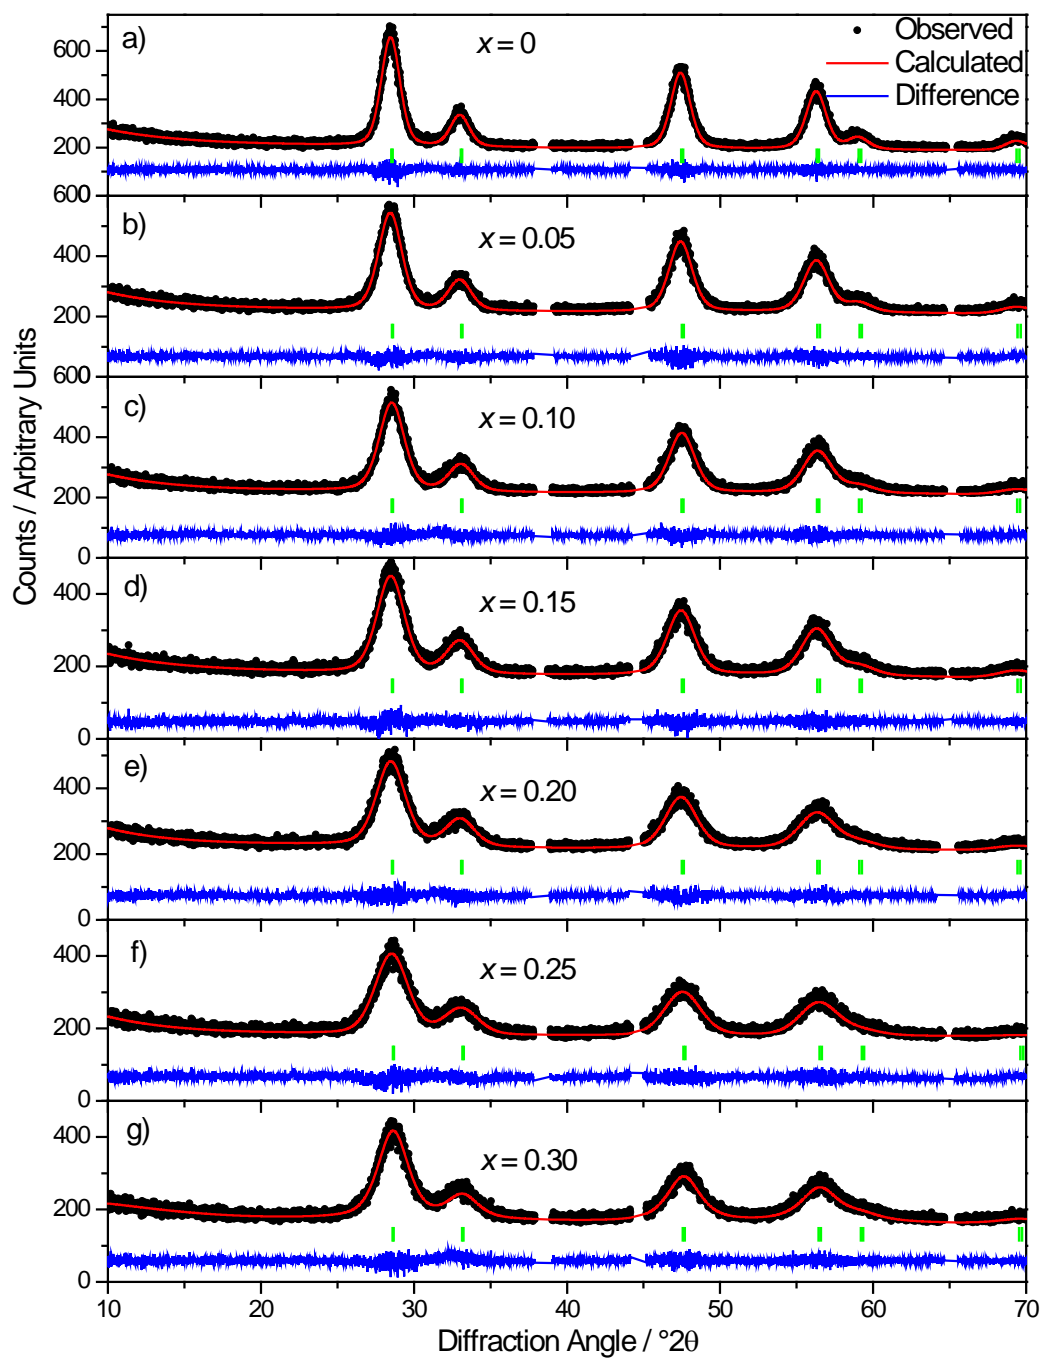 a)
x = 0
Observed
Calculated
Difference
600
400
200
b)
x = 0.05
600
400
200
c)
x = 0.10
600
400
200
0
d)
x = 0.15
400
200
0
e)
x = 0.20
400
200
0
f)
x = 0.25
400
200
0
g)
x = 0.30
400
200
0
10 20 30 40 50 60 70
Diffraction Angle / °2θ
Counts / Arbitrary Units